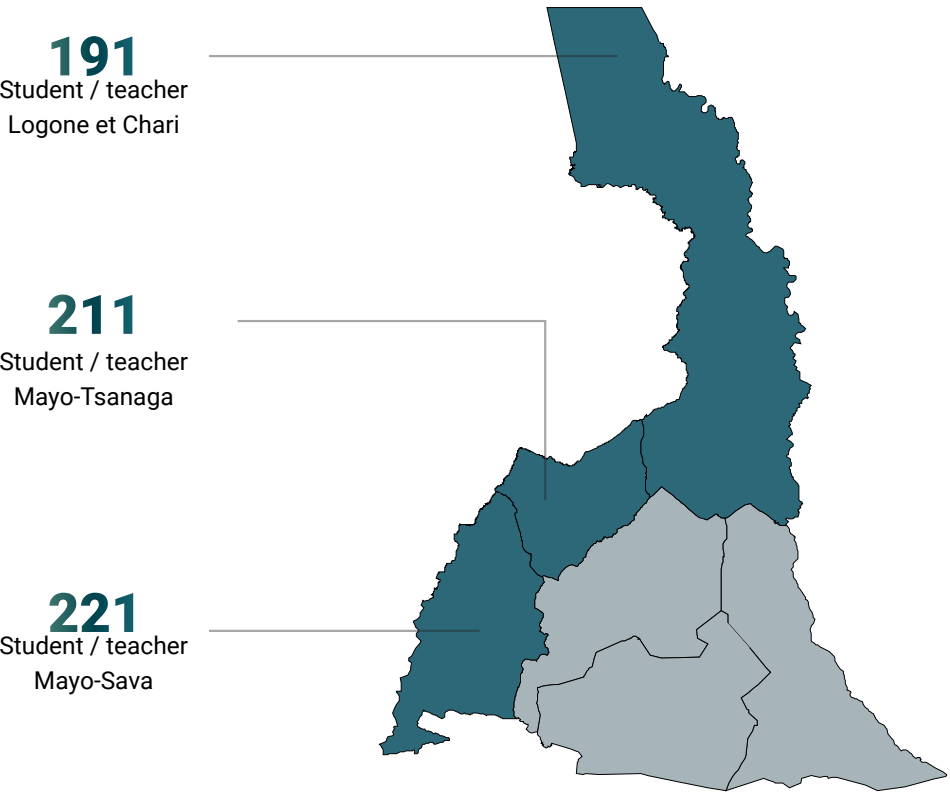 191
Student / teacher
Logone et Chari
211
Student / teacher
Mayo-Tsanaga
221
Student / teacher
Mayo-Sava